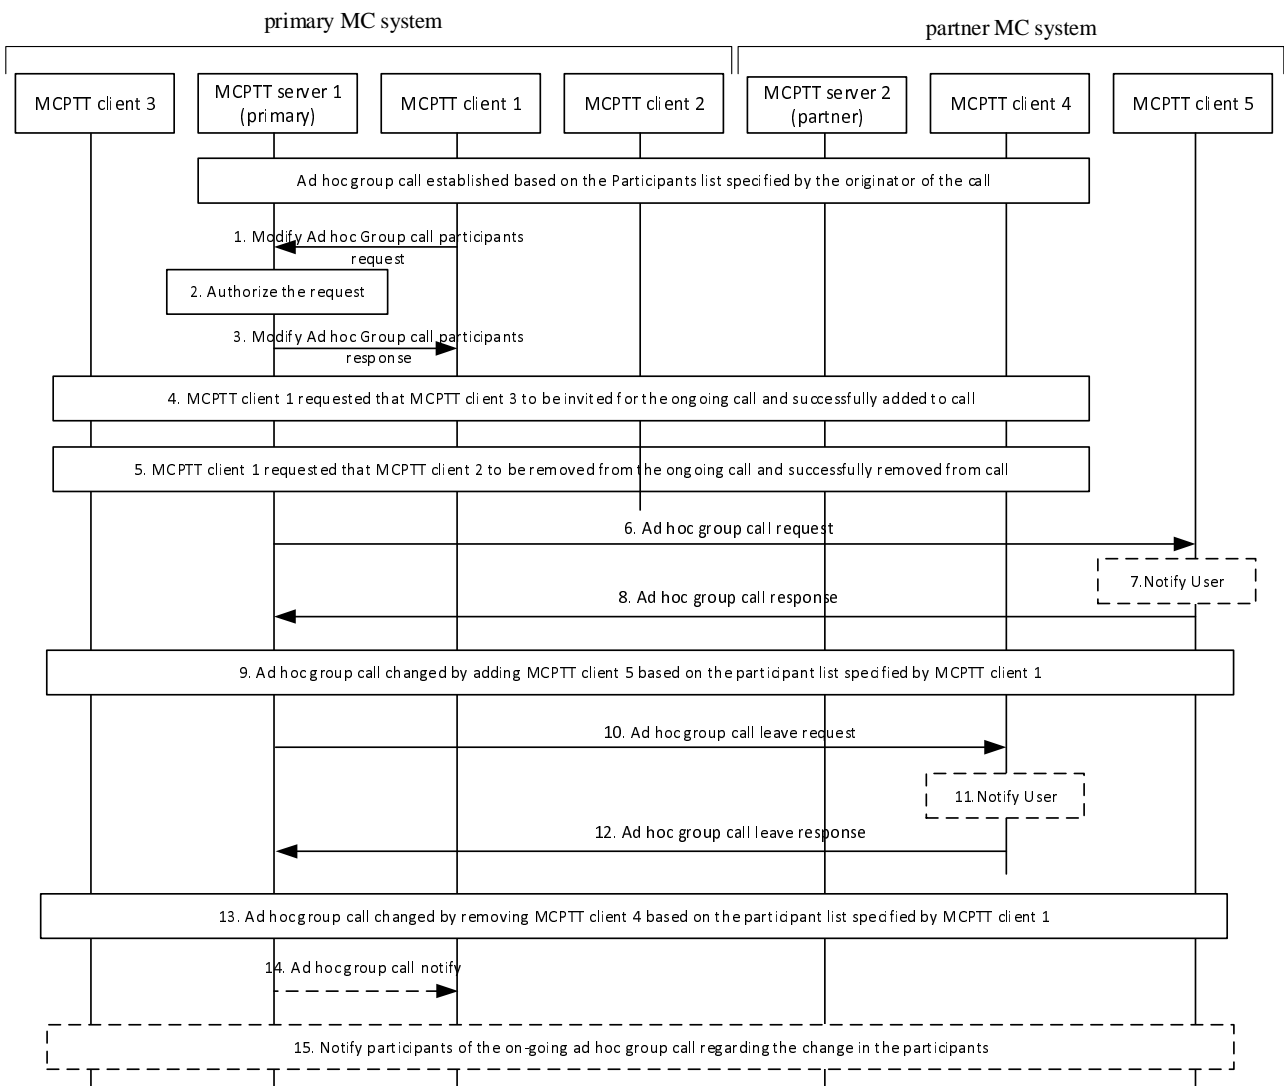 primary MC system
partner MC system
MCPTT client 3
MCPTT server 1
(primary)
MCPTT client 1
MCPTT client 2
MCPTT server 2
(partner)
MCPTT client 4
MCPTT client 5
Ad hoc group call established based on the Participants list specified by the originator of the call
1. Modify Ad hoc Group call participants
request
2. Authorize the request
3. Modify Ad hoc Group call participants
response
4. MCPTT client 1 requested that MCPTT client 3 to be invited for the ongoing call and successfully added to call
5. MCPTT client 1 requested that MCPTT client 2 to be removed from the ongoing call and successfully removed from call
6. Ad hoc group call request
7.Notify User
8. Ad hoc group call response
9. Ad hoc group call changed by adding MCPTT client 5 based on the participant list specified by MCPTT client 1
10. Ad hoc group call leave request
11.Notify User
12. Ad hoc group call leave response
13. Ad hoc group call changed by removing MCPTT client 4 based on the participant list specified by MCPTT client 1
14. Ad hoc group call notify
15. Notify participants of the on-going ad hoc group call regarding the change in the participants